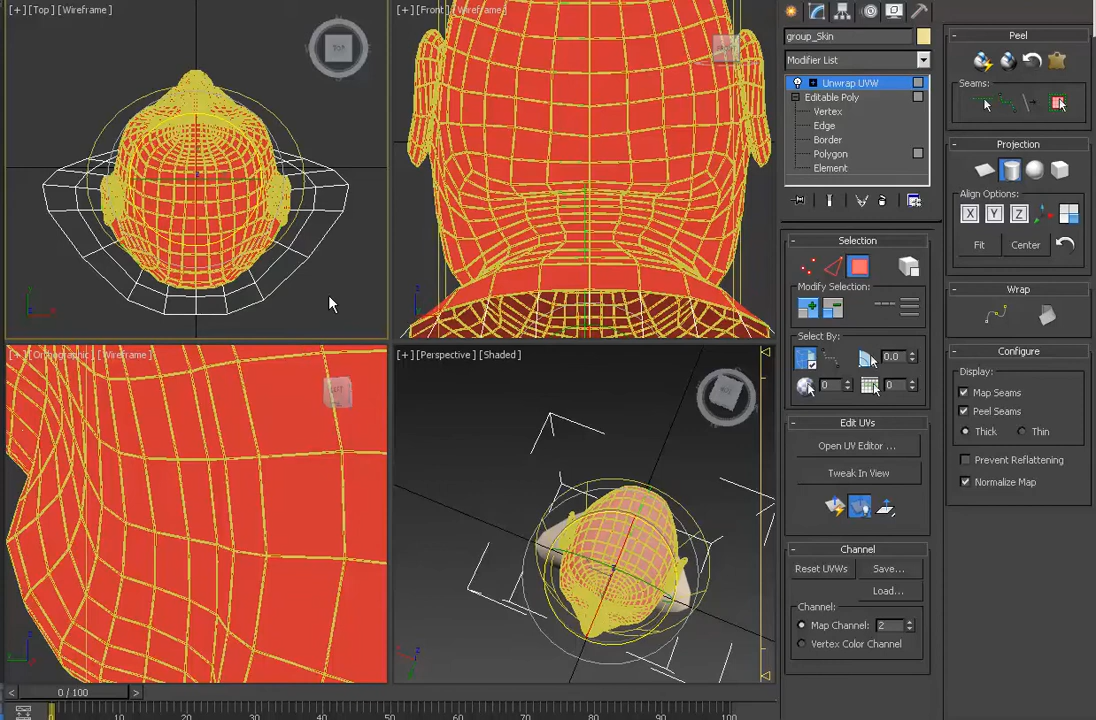 [+] [Top] [Wireframe]
TOP
[+] [Front] [Wireframe]
FRONT
[+] [Orthographic] [Wireframe]
[+] [Perspective] [Shaded]
group_Skin
Modifier List
Unwrap UVW
Editable Poly
Vertex
Edge
Border
Polygon
Element
Selection
Modify Selection:
Select By:
0.0
0
0
Edit UVs
Open UV Editor ...
Tweak In View
Channel
Reset UVWs
Save...
Load...
Channel:
Map Channel: 2
Vertex Color Channel
Peel
Seams:
Projection
Align Options:
X Y Z
Fit
Center
Wrap
Configure
Display:
Map Seams
Peel Seams
Thick
Thin
Prevent Reflattening
Normalize Map
< 0 / 100 >
0 10 20 30 40 50 60 70 80 90 100